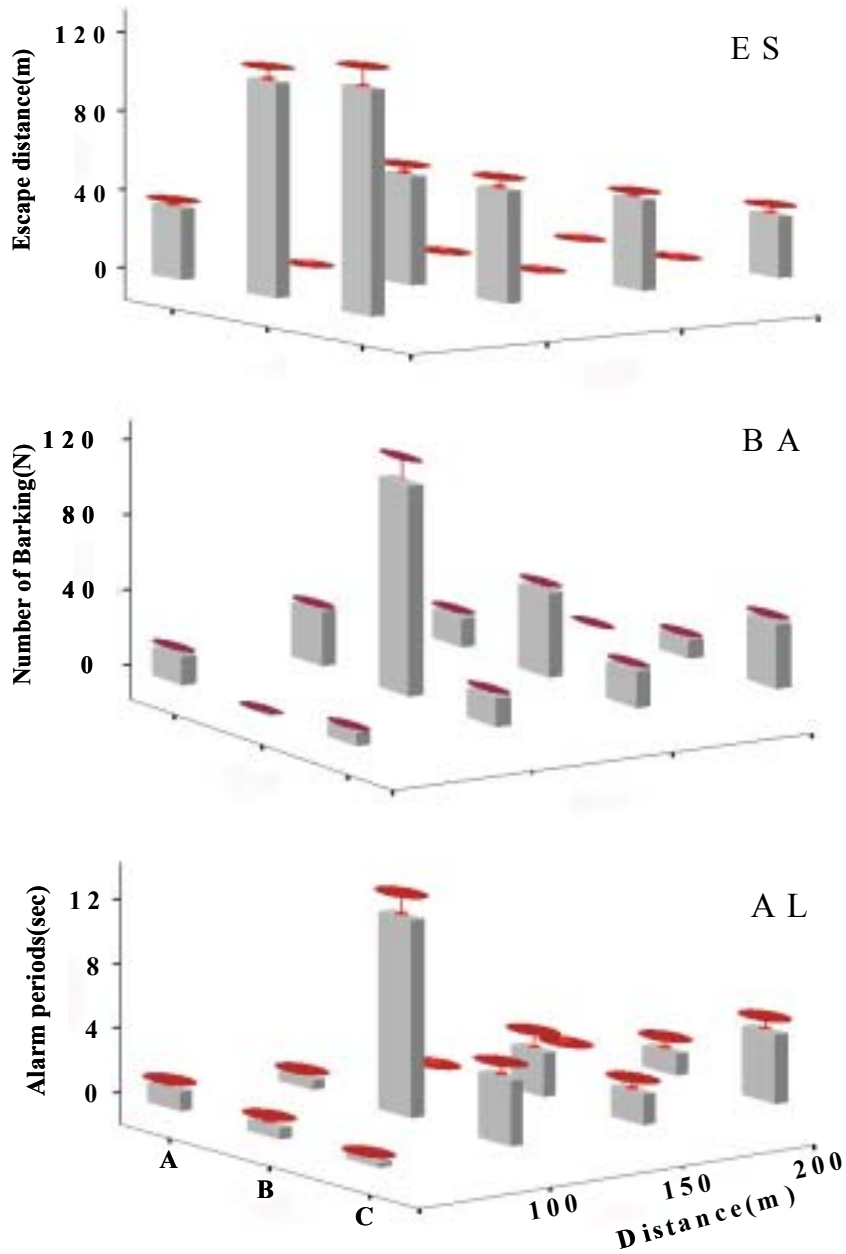 Escape distance(m)
120
80
40
0
E S
Number of Barking(N)
120
80
40
0
B A
Alarm periods(sec)
12
8
4
0
A L
A
B
C
100
150
200
Distance(m)